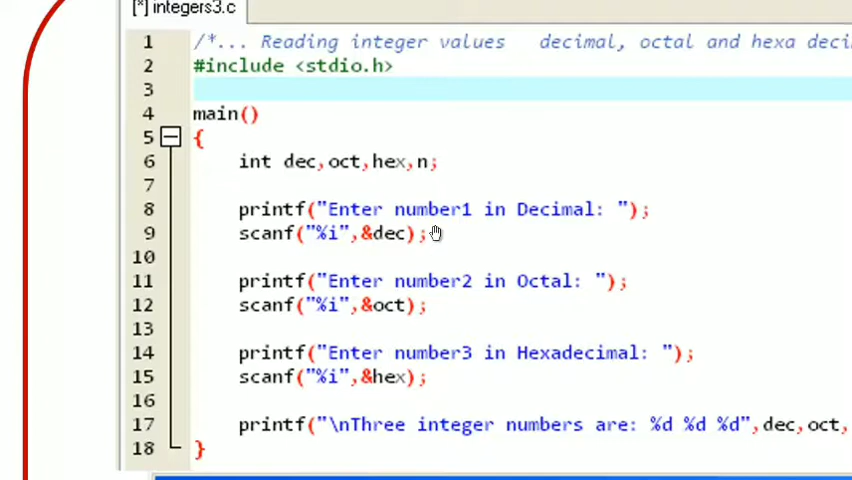 [*] integers3.c
1 /*... Reading integer values decimal, octal and hexa deci
2 #include <stdio.h>
3
4 main()
5 {
6 int dec,oct,hex,n;
7
8 printf("Enter number1 in Decimal: ");
9 scanf("%i",&dec);
10
11 printf("Enter number2 in Octal: ");
12 scanf("%i",&oct);
13
14 printf("Enter number3 in Hexadecimal: ");
15 scanf("%i",&hex);
16
17 printf("\nThree integer numbers are: %d %d %d",dec,oct,
18 }